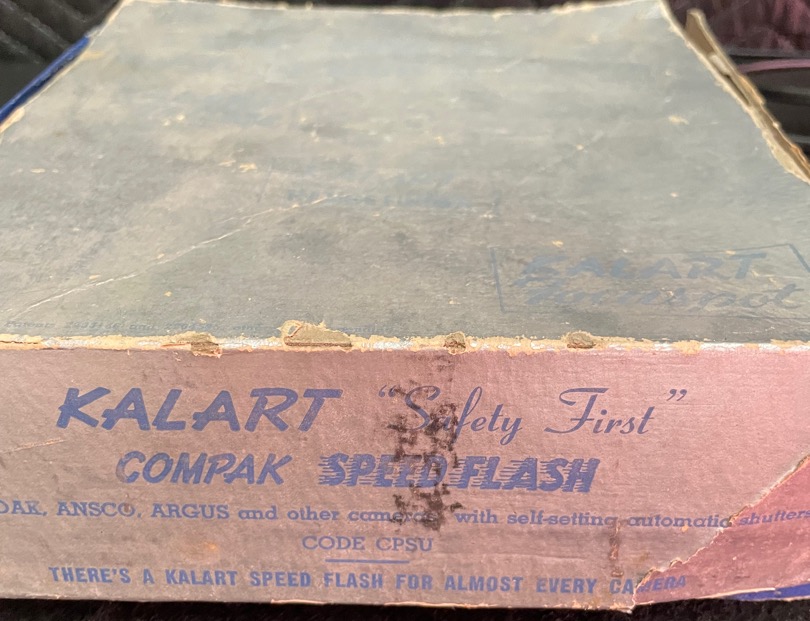 KALART
KALART "Safety First"
COMPAK SPEED FLASH
DAK, ANSCO, ARGUS and other cameras with self-setting automatic shutters
CODE CPSU
THERE'S A KALART SPEED FLASH FOR ALMOST EVERY CAMERA